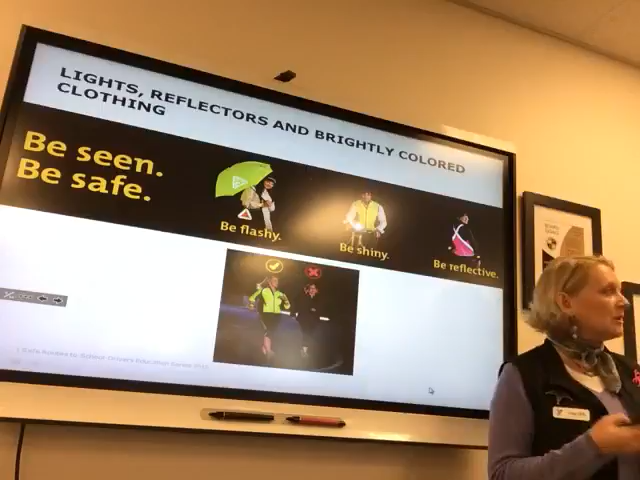 LIGHTS, REFLECTORS AND BRIGHTLY COLORED
CLOTHING
Be seen.
Be safe.
Be flashy.
Be shiny.
Be reflective.